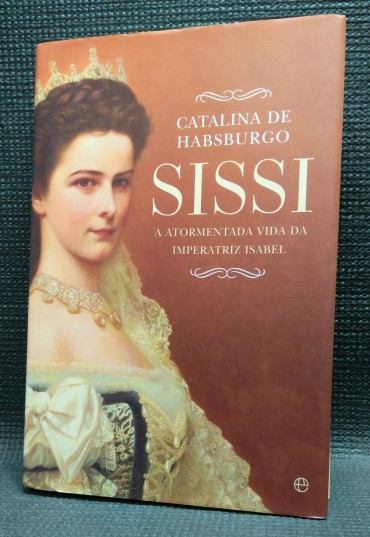 CATALINA DE
HABSBURGO
SISSI
A ATORMENTADA VIDA DA
IMPERATRIZ ISABEL